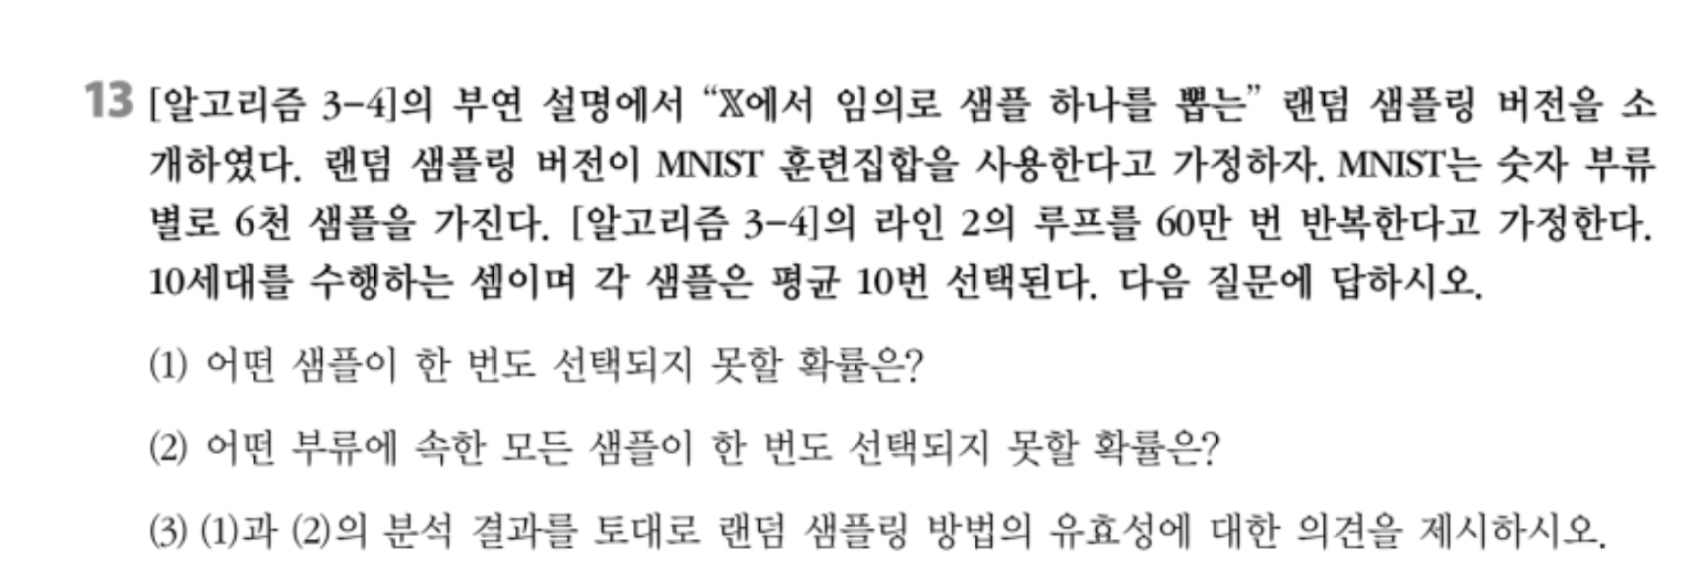 13 [알고리즘 3-4]의 부연 설명에서 “𝕏에서 임의로 샘플 하나를 뽑는” 랜덤 샘플링 버전을 소
개하였다. 랜덤 샘플링 버전이 MNIST 훈련집합을 사용한다고 가정하자. MNIST는 숫자 부류
별로 6천 샘플을 가진다. [알고리즘 3-4]의 라인 2의 루프를 60만 번 반복한다고 가정한다.
10세대를 수행하는 셈이며 각 샘플은 평균 10번 선택된다. 다음 질문에 답하시오.
(1) 어떤 샘플이 한 번도 선택되지 못할 확률은?
(2) 어떤 부류에 속한 모든 샘플이 한 번도 선택되지 못할 확률은?
(3) (1)과 (2)의 분석 결과를 토대로 랜덤 샘플링 방법의 유효성에 대한 의견을 제시하시오.